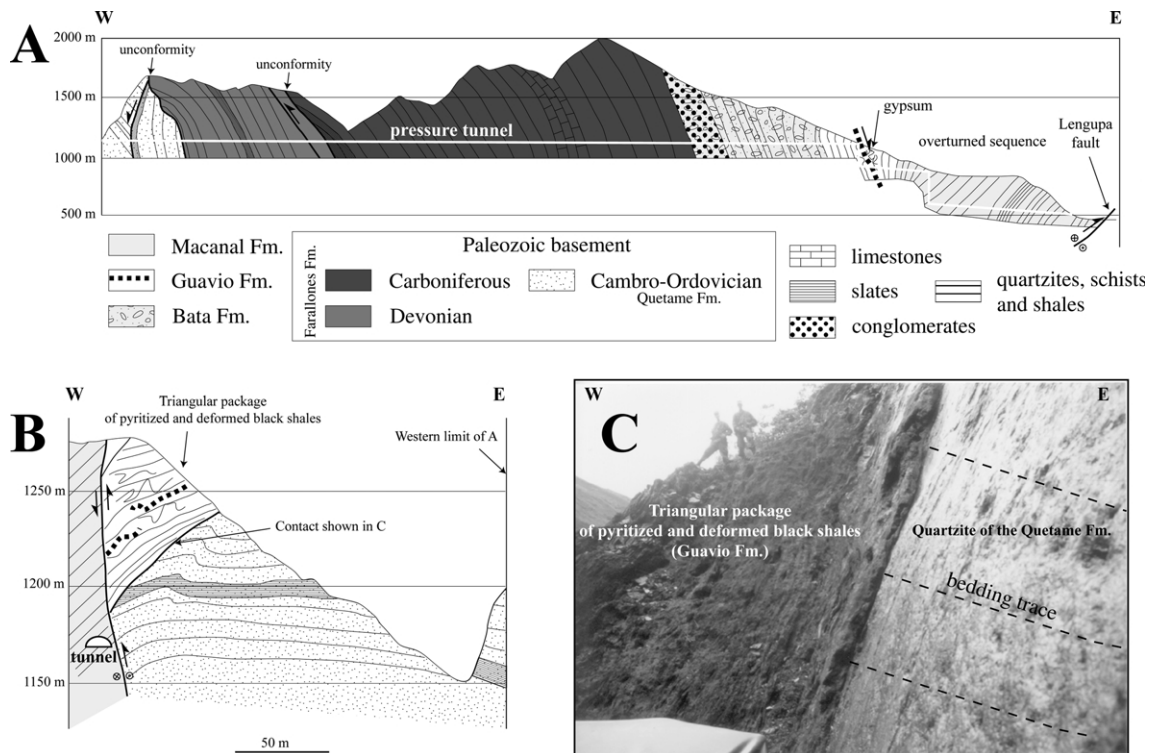 W
E
A
2000 m
unconformity
unconformity
1500 m
gypsum
pressure tunnel
overturned sequence
Lengupa
fault
1000 m
500 m
Macanal Fm.
Guavio Fm.
Bata Fm.
Paleozoic basement
Farallones Fm.
Carboniferous
Devonian
Cambro-Ordovician
Quetame Fm.
limestones
slates
conglomerates
quartzites, schists
and shales
B
W
E
Triangular package
of pyritized and deformed black shales
Western limit of A
1250 m
Contact shown in C
1200 m
tunnel
1150 m
50 m
C
W
E
Triangular package
of pyritized and deformed black shales
(Guavio Fm.)
Quartzite of the Quetame Fm.
bedding trace